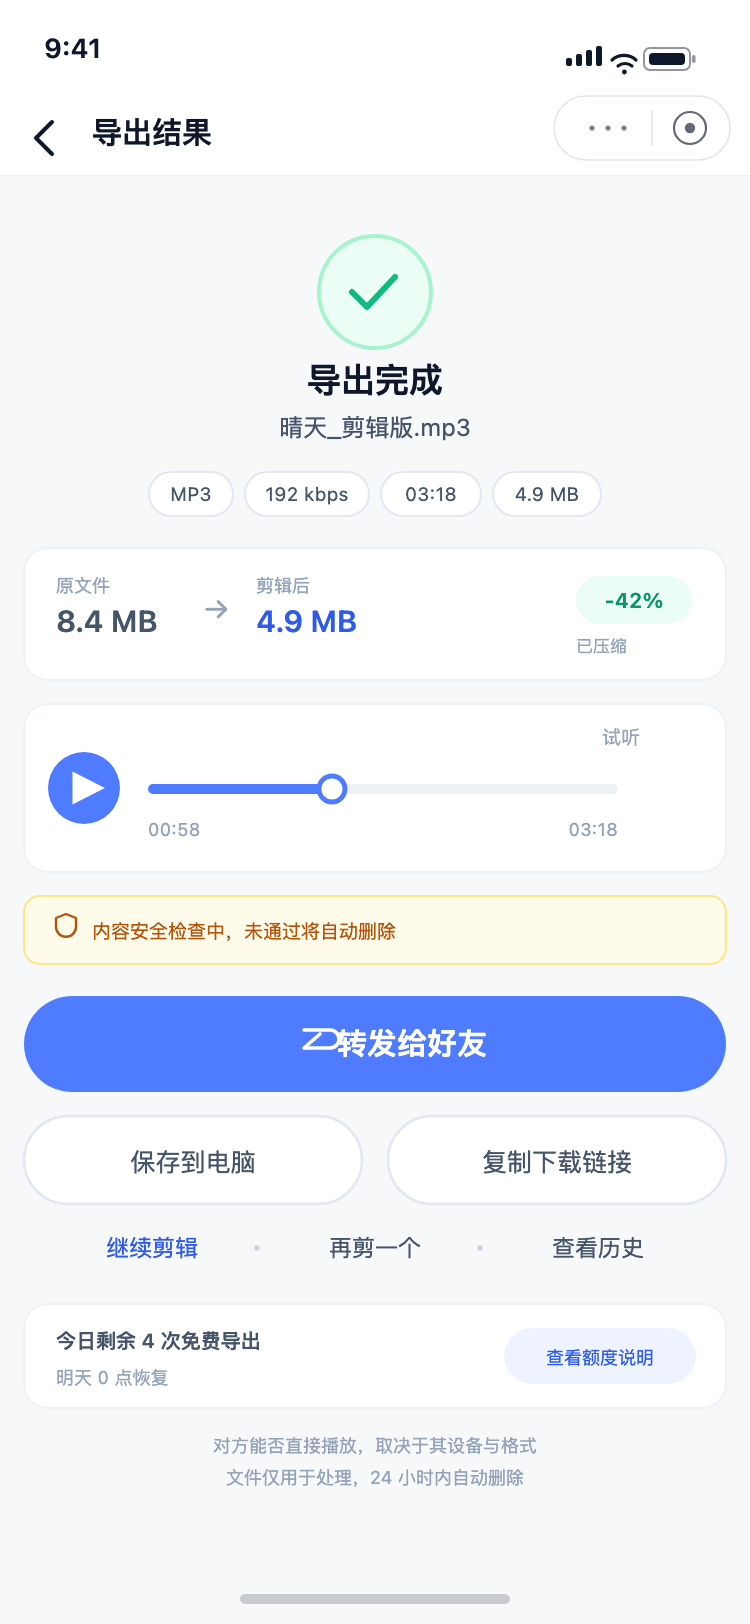 9:41
导出结果
导出完成
晴天_剪辑版.mp3
MP3
192 kbps
03:18
4.9 MB
原文件
8.4 MB
剪辑后
4.9 MB
-42%
已压缩
试听
00:58
03:18
内容安全检查中，未通过将自动删除
转发给好友
保存到电脑
复制下载链接
继续剪辑
再剪一个
查看历史
今日剩余 4 次免费导出
明天 0 点恢复
查看额度说明
对方能否直接播放，取决于其设备与格式
文件仅用于处理，24 小时内自动删除